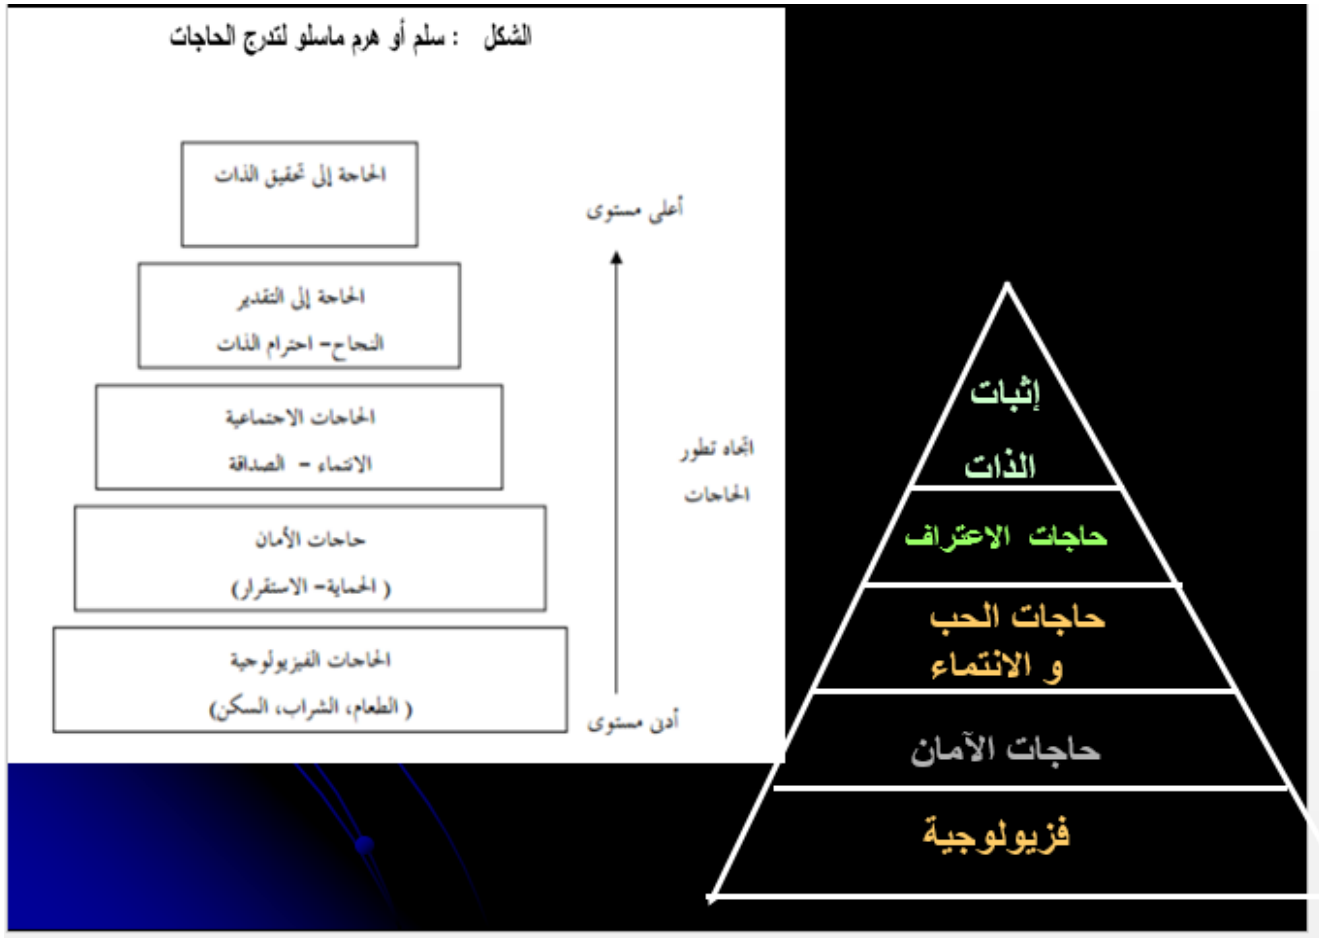 الشكل : سلم أو هرم ماسلو لتدرج الحاجات
الحاجة إلى تحقيق الذات
الحاجة إلى التقدير
النجاح- احترام الذات
الحاجات الاجتماعية
الانتماء - الصداقة
حاجات الأمان
( الحماية- الاستقرار)
الحاجات الفيزيولوجية
( الطعام، الشراب، السكن)
أعلى مستوى
اتجاه تطور
الحاجات
أدنى مستوى
إثبات
الذات
حاجات الاعتراف
حاجات الحب
و الانتماء
حاجات الآمان
فزيولوجية